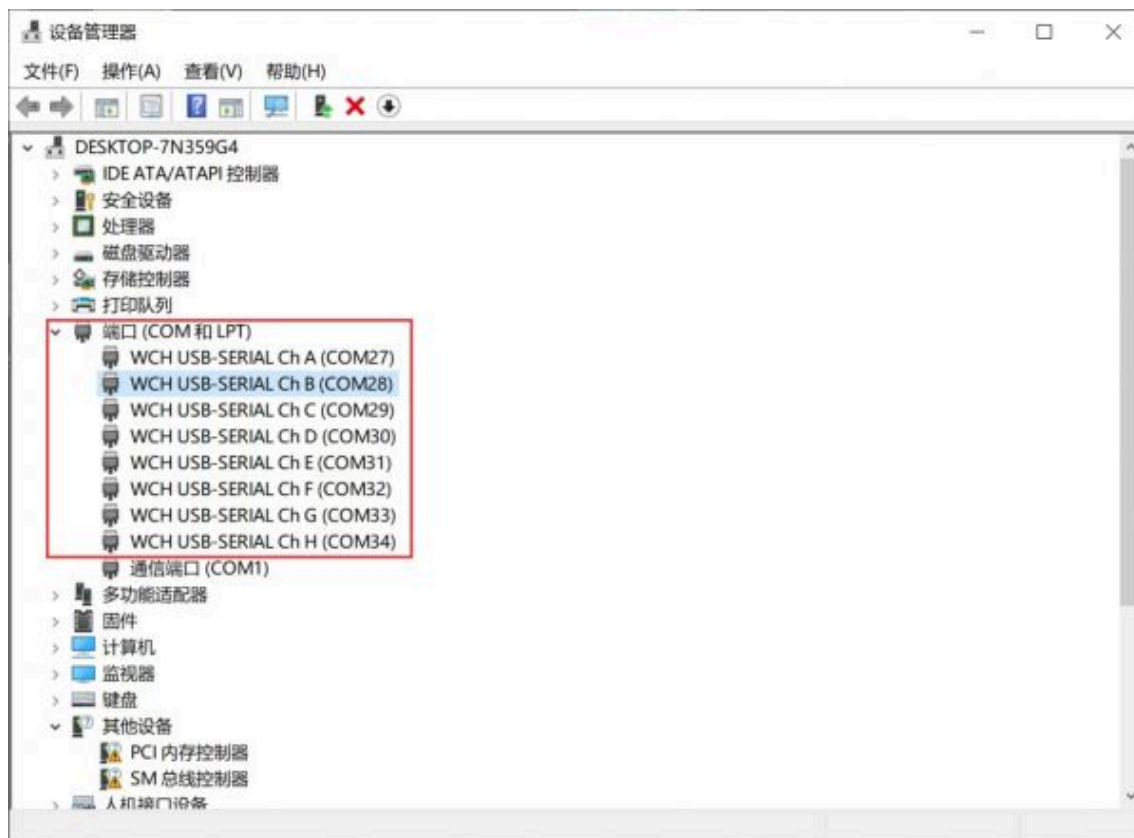 设备管理器
文件(F) 操作(A) 查看(V) 帮助(H)
DESKTOP-7N359G4
IDE ATA/ATAPI 控制器
安全设备
处理器
磁盘驱动器
存储控制器
打印队列
端口 (COM 和 LPT)
WCH USB-SERIAL Ch A (COM27)
WCH USB-SERIAL Ch B (COM28)
WCH USB-SERIAL Ch C (COM29)
WCH USB-SERIAL Ch D (COM30)
WCH USB-SERIAL Ch E (COM31)
WCH USB-SERIAL Ch F (COM32)
WCH USB-SERIAL Ch G (COM33)
WCH USB-SERIAL Ch H (COM34)
通信端口 (COM1)
多功能适配器
固件
计算机
监视器
键盘
其他设备
PCI 内存控制器
SM 总线控制器
人机接口设备